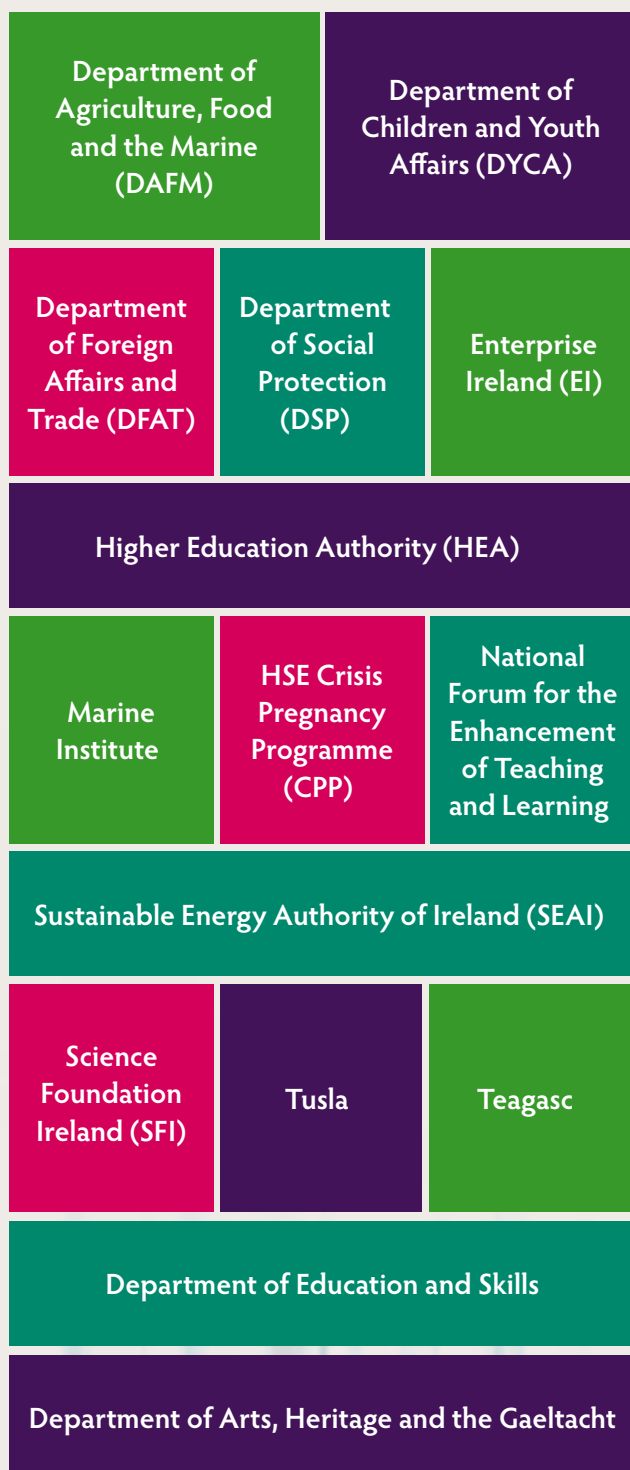 Department of
Agriculture, Food
and the Marine
(DAFM)
Department of
Children and Youth
Affairs (DYCA)
Department
of Foreign
Affairs and
Trade (DFAT)
Department
of Social
Protection
(DSP)
Enterprise
Ireland (EI)
Higher Education Authority (HEA)
Marine
Institute
HSE Crisis
Pregnancy
Programme
(CPP)
National
Forum for the
Enhancement
of Teaching
and Learning
Sustainable Energy Authority of Ireland (SEAI)
Science
Foundation
Ireland (SFI)
Tusla
Teagasc
Department of Education and Skills
Department of Arts, Heritage and the Gaeltacht